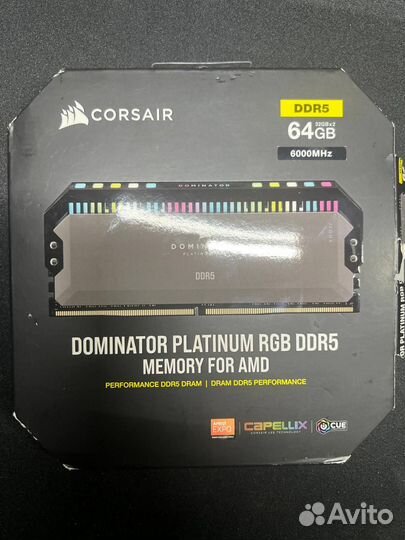 CORSAIR
DDR5
32GBx2
64GB
6000MHz
DOMINATOR
DDR5
DOMINATOR PLATINUM RGB DDR5
MEMORY FOR AMD
PERFORMANCE DDR5 DRAM | DRAM DDR5 PERFORMANCE
AMD
EXPO
CAPELLIX
CORSAIR LED TECHNOLOGY
iCUE
Avito